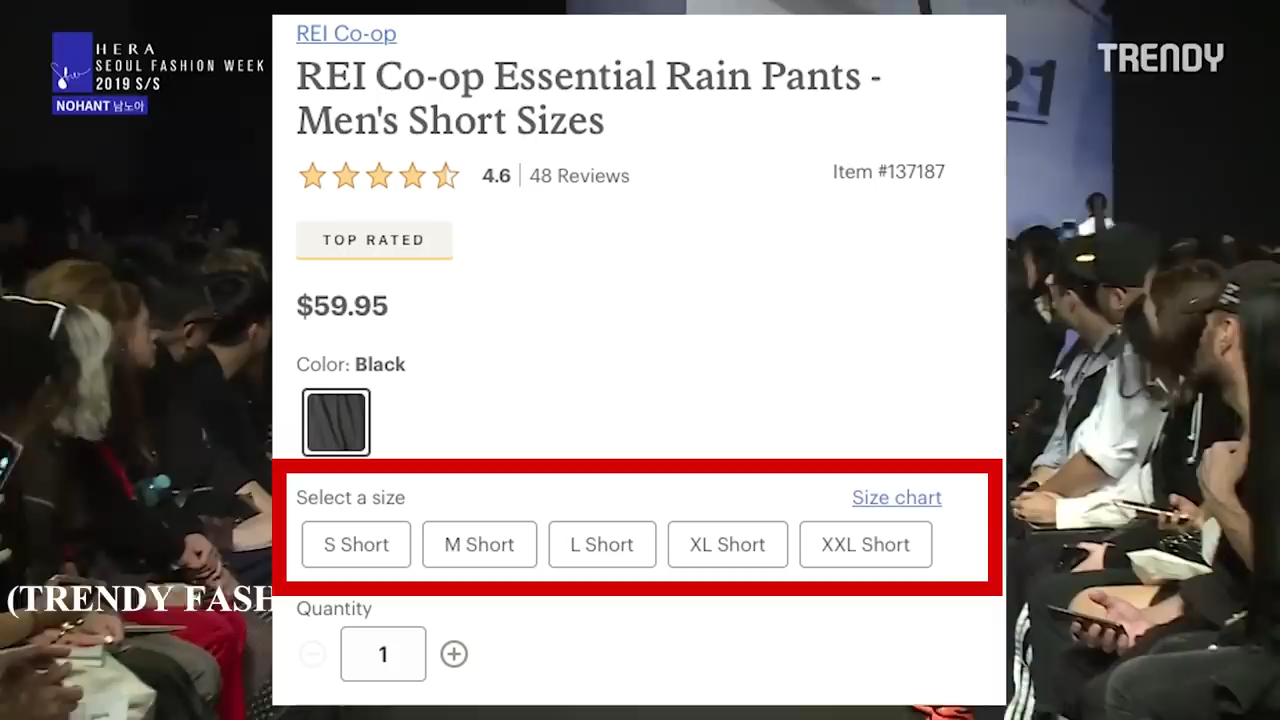 HERA
SEOUL FASHION WEEK
2019 S/S
NOHANT 남노아
TRENDY
21
REI Co-op
REI Co-op Essential Rain Pants -
Men's Short Sizes
4.6 48 Reviews
Item #137187
TOP RATED
$59.95
Color: Black
Select a size
Size chart
S Short
M Short
L Short
XL Short
XXL Short
(TRENDY FASH
Quantity
1